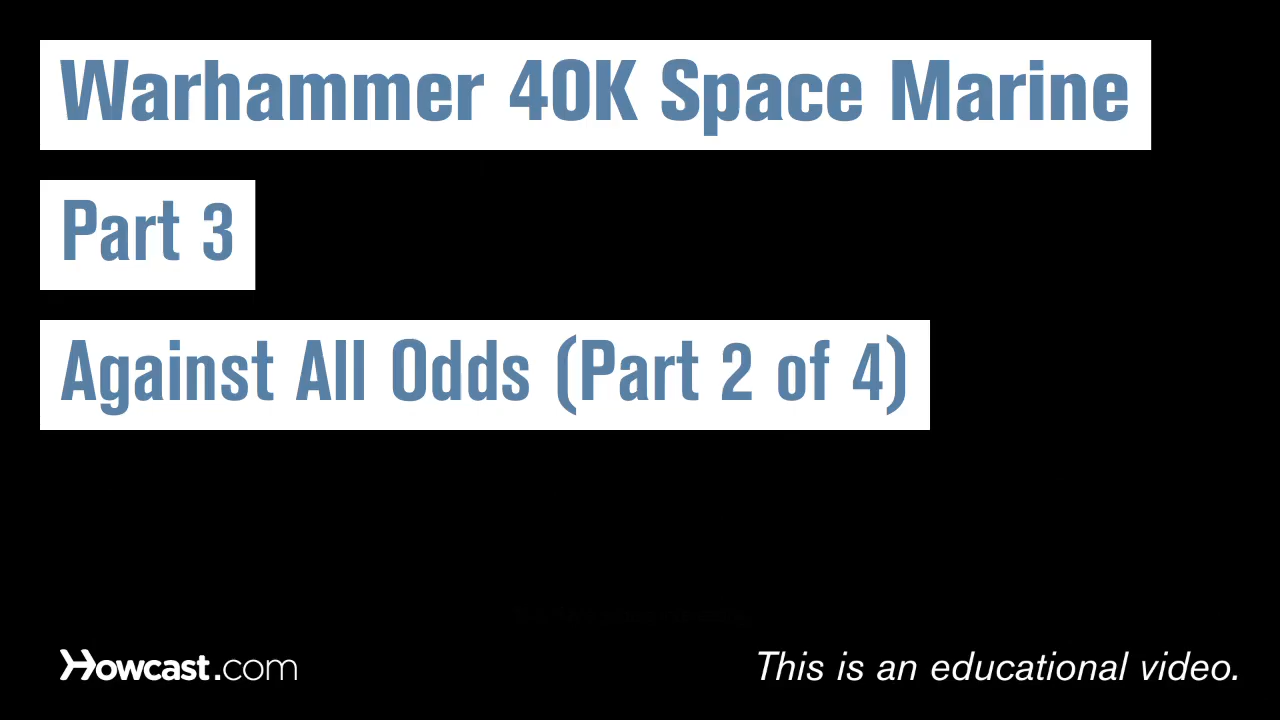 Warhammer 40K Space Marine
Part 3
Against All Odds (Part 2 of 4)
Howcast.com
This is an educational video.